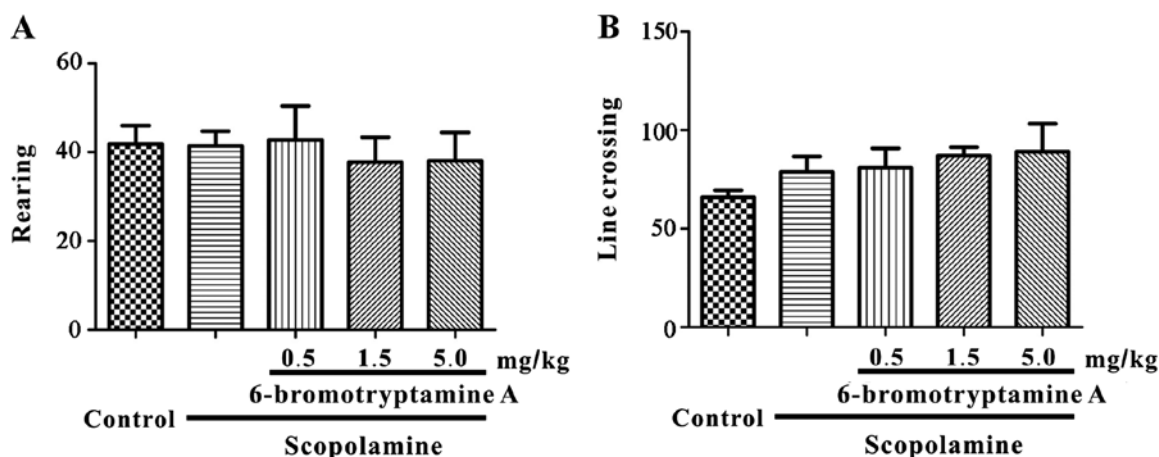 A
60
40
20
0
Rearing
0.5 1.5 5.0 mg/kg
6-bromotryptamine A
Control
Scopolamine
B
150
100
50
0
Line crossing
0.5 1.5 5.0 mg/kg
6-bromotryptamine A
Control
Scopolamine